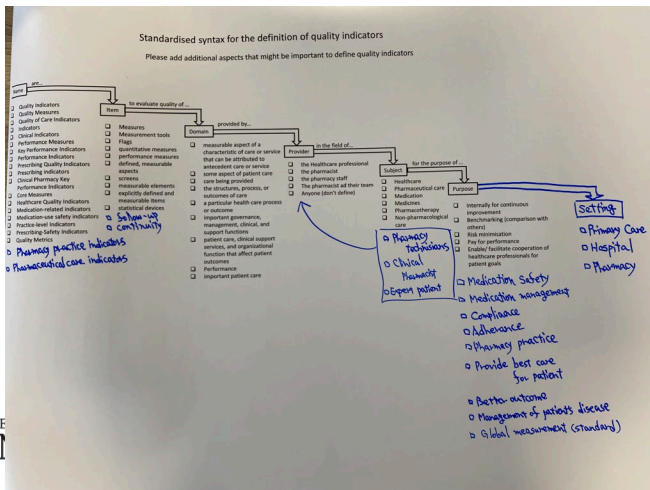 Standardised syntax for the definition of quality indicators
Please add additional aspects that might be important to define quality indicators
Name
are...
Quality Indicators
Quality Measures
Quality of Care Indicators
Indicators
Clinical Indicators
Performance Measures
Key Performance Indicators
Performance Indicators
Prescribing Quality Indicators
Prescribing indicators
Clinical Pharmacy Key
Performance Indicators
Core Measures
Healthcare Quality Indicators
Medication-related indicators
Medication-use safety indicators
Practice-level Indicators
Prescribing Safety Indicators
Quality Metrics
Pharmacy practice indicators
Pharmaceutical care indicators
Item
to evaluate quality of ...
Measures
Measurement tools
Flags
quantitative measures
performance measures
defined, measurable
aspects
screens
measurable elements
explicitly defined and
measurable items
statistical devices
Follow-up
Continuity
Domain
provided by...
measurable aspect of a
characteristic of care or service
that can be attributed to
antecedent care or service
some aspect of patient care
care being provided
the structures, process, or
outcomes of care
a particular health care process
or outcome
important governance,
management, clinical, and
support functions
patient care, clinical support
services, and organizational
function that affect patient
outcomes
Performance
important patient care
Provider
in the field of...
the Healthcare professional
the pharmacist
the pharmacy staff
The pharmacist ad their team
Anyone (don't define)
Subject
for the purpose of...
Healthcare
Pharmaceutical care
Medication
Medicines
Pharmacotherapy
Non-pharmacological
care
Pharmacy
technicians
Clinical
Pharmacist
Expert patient
Purpose
Internally for continuous
improvement
Benchmarking (comparison with
others)
Risk minimisation
Pay for performance
Enable/ facilitate cooperation of
healthcare professionals for
patient goals
Medication Safety
Medication management
Compliance
Adherance
Pharmacy practice
Provide best care
for patient
Better outcome
Management of patients disease
Global measurement (standard)
Setting
Primary Care
Hospital
Pharmacy